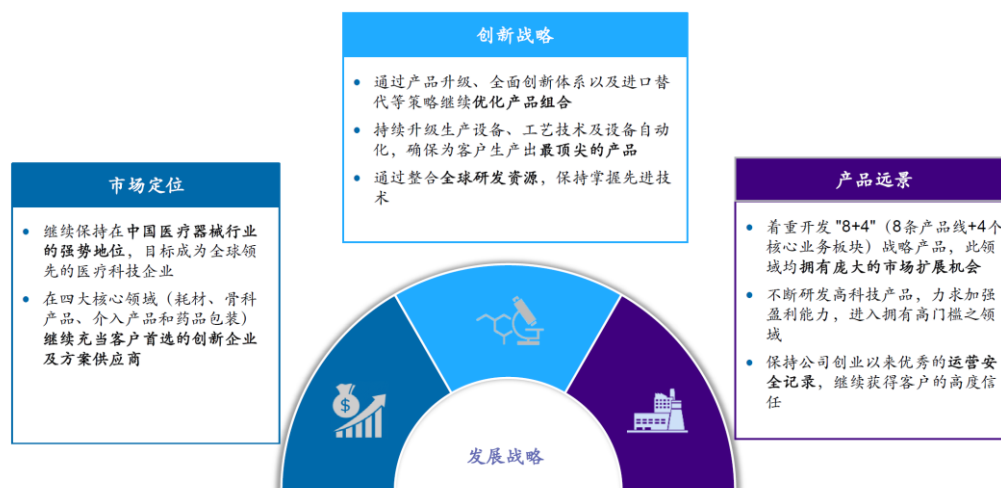 创新战略
• 通过产品升级、全面创新体系以及进口替
代等策略继续优化产品组合
• 持续升级生产设备、工艺技术及设备自动
化，确保为客户生产出最顶尖的产品
• 通过整合全球研发资源，保持掌握先进技
术
市场定位
• 继续保持在中国医疗器械行业
的强势地位，目标成为全球领
先的医疗科技企业
• 在四大核心领域（耗材、骨科
产品、介入产品和药品包装）
继续充当客户首选的创新企业
及方案供应商
产品远景
• 着重开发 "8+4"（8条产品线+4个
核心业务板块）战略产品，此领
域均拥有庞大的市场扩展机会
• 不断研发高科技产品，力求加强
盈利能力，进入拥有高门槛之领
域
• 保持公司创业以来优秀的运营安
全记录，继续获得客户的高度信
任
$
发展战略